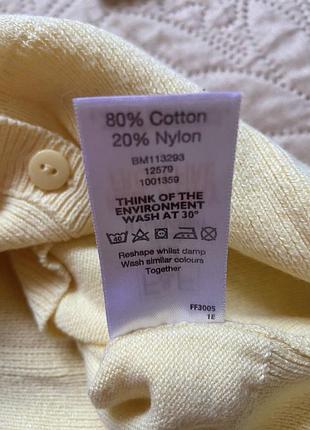 80% Cotton
20% Nylon
BM113293
12579
1001359
THINK OF THE
ENVIRONMENT
WASH AT 30°
40
Reshape whilst damp
Wash similar colours
Together
FF3005
1E